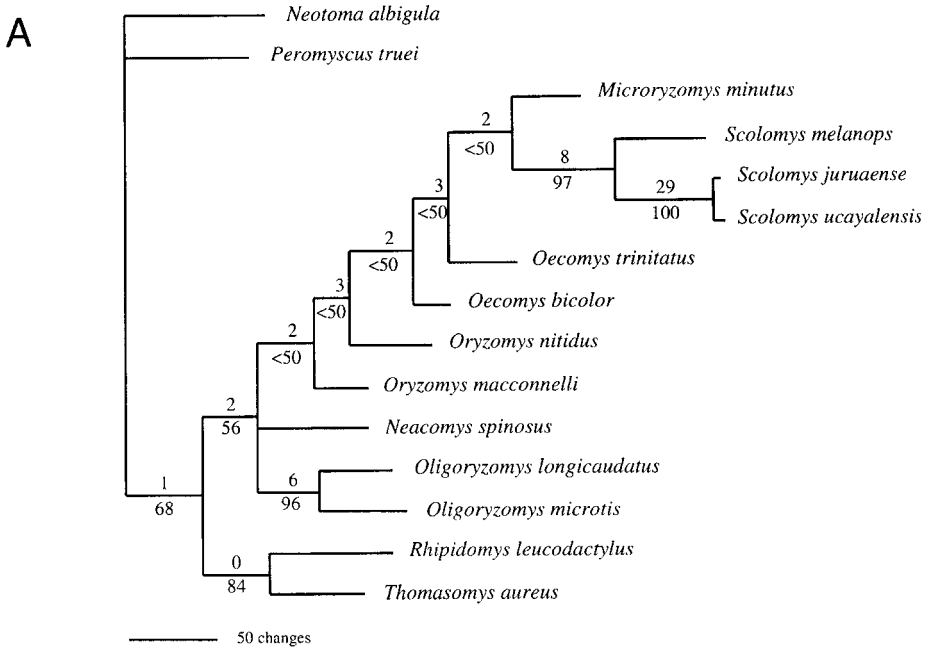 A
Neotoma albigula
Peromyscus truei
Microryzomys minutus
2
<50
Scolomys melanops
8
97
Scolomys juruaense
29
100
Scolomys ucayalensis
3
<50
Oecomys trinitatus
2
<50
Oecomys bicolor
3
<50
Oryzomys nitidus
2
<50
Oryzomys macconnelli
2
56
Neacomys spinosus
Oligoryzomys longicaudatus
6
96
Oligoryzomys microtis
1
68
Rhipidomys leucodactylus
0
84
Thomasomys aureus
50 changes